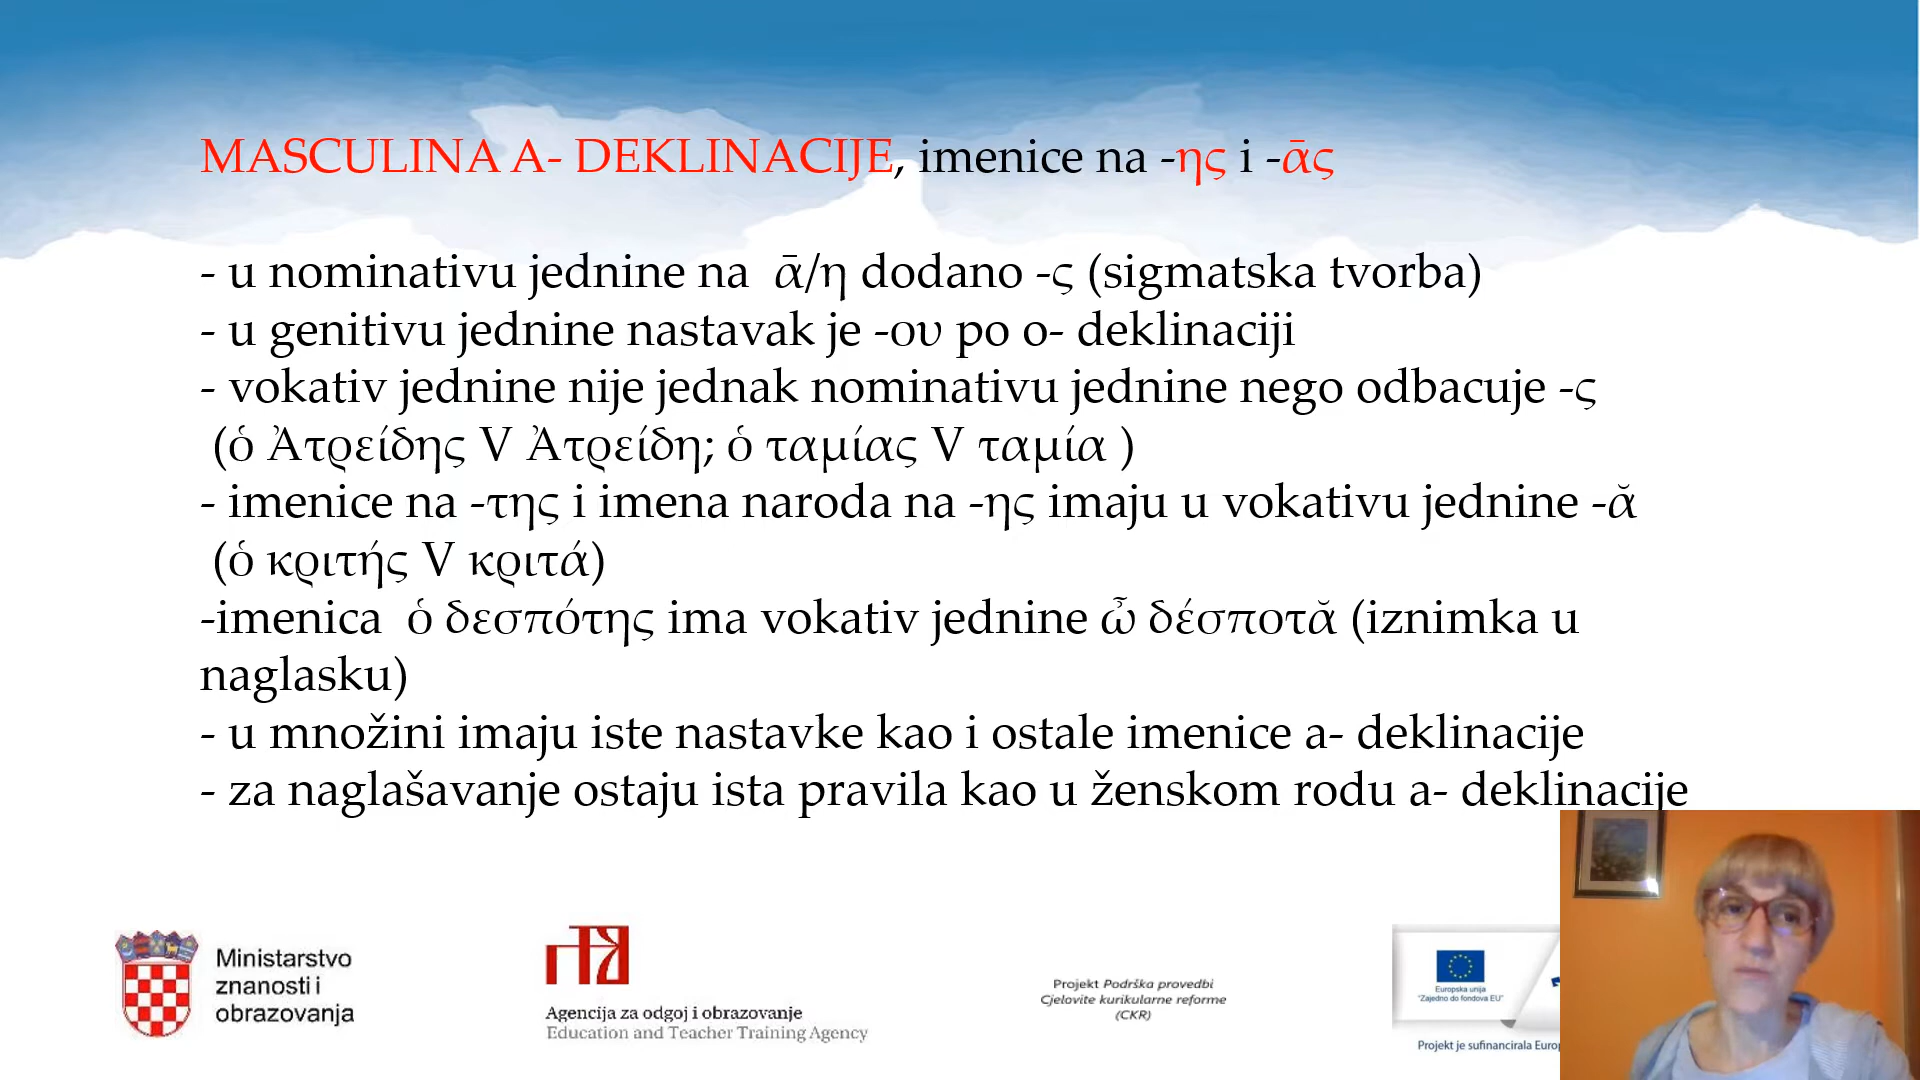 MASCULINA A- DEKLINACIJE, imenice na -ης i -ᾱς
- u nominativu jednine na ᾱ/η dodano -ς (sigmatska tvorba)
- u genitivu jednine nastavak je -ου po o- deklinaciji
- vokativ jednine nije jednak nominativu jednine nego odbacuje -ς
(ὁ Ἀτρείδης V Ἀτρείδη; ὁ ταμίας V ταμία )
- imenice na -της i imena naroda na -ης imaju u vokativu jednine -ᾰ
(ὁ κριτής V κριτά)
-imenica ὁ δεσπότης ima vokativ jednine ὦ δέσποτᾰ (iznimka u
naglasku)
- u množini imaju iste nastavke kao i ostale imenice a- deklinacije
- za naglašavanje ostaju ista pravila kao u ženskom rodu a- deklinacije
Ministarstvo
znanosti i
obrazovanja
Agencija za odgoj i obrazovanje
Education and Teacher Training Agency
Projekt Podrška provedbi
Cjelovite kurikularne reforme
(CKR)
Europska unija
"Zajedno do fondova EU"
Projekt je sufinancirala